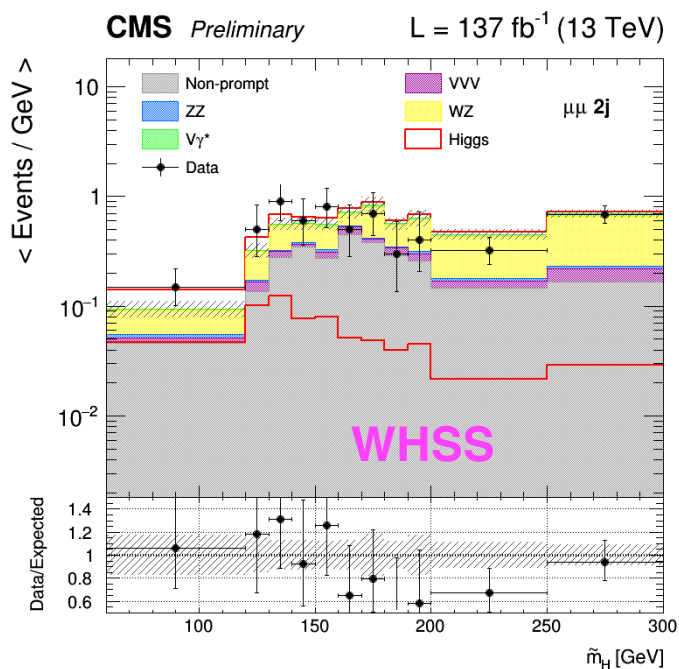 CMS Preliminary L = 137 fb⁻¹ (13 TeV)
< Events / GeV >
10
1
10⁻¹
10⁻²
Non-prompt
ZZ
Vγ*
Data
VVV
WZ
Higgs
μμ 2j
WHSS
Data/Expected
1.4
1.2
1
0.8
0.6
100 150 200 250 300
m̃_H [GeV]